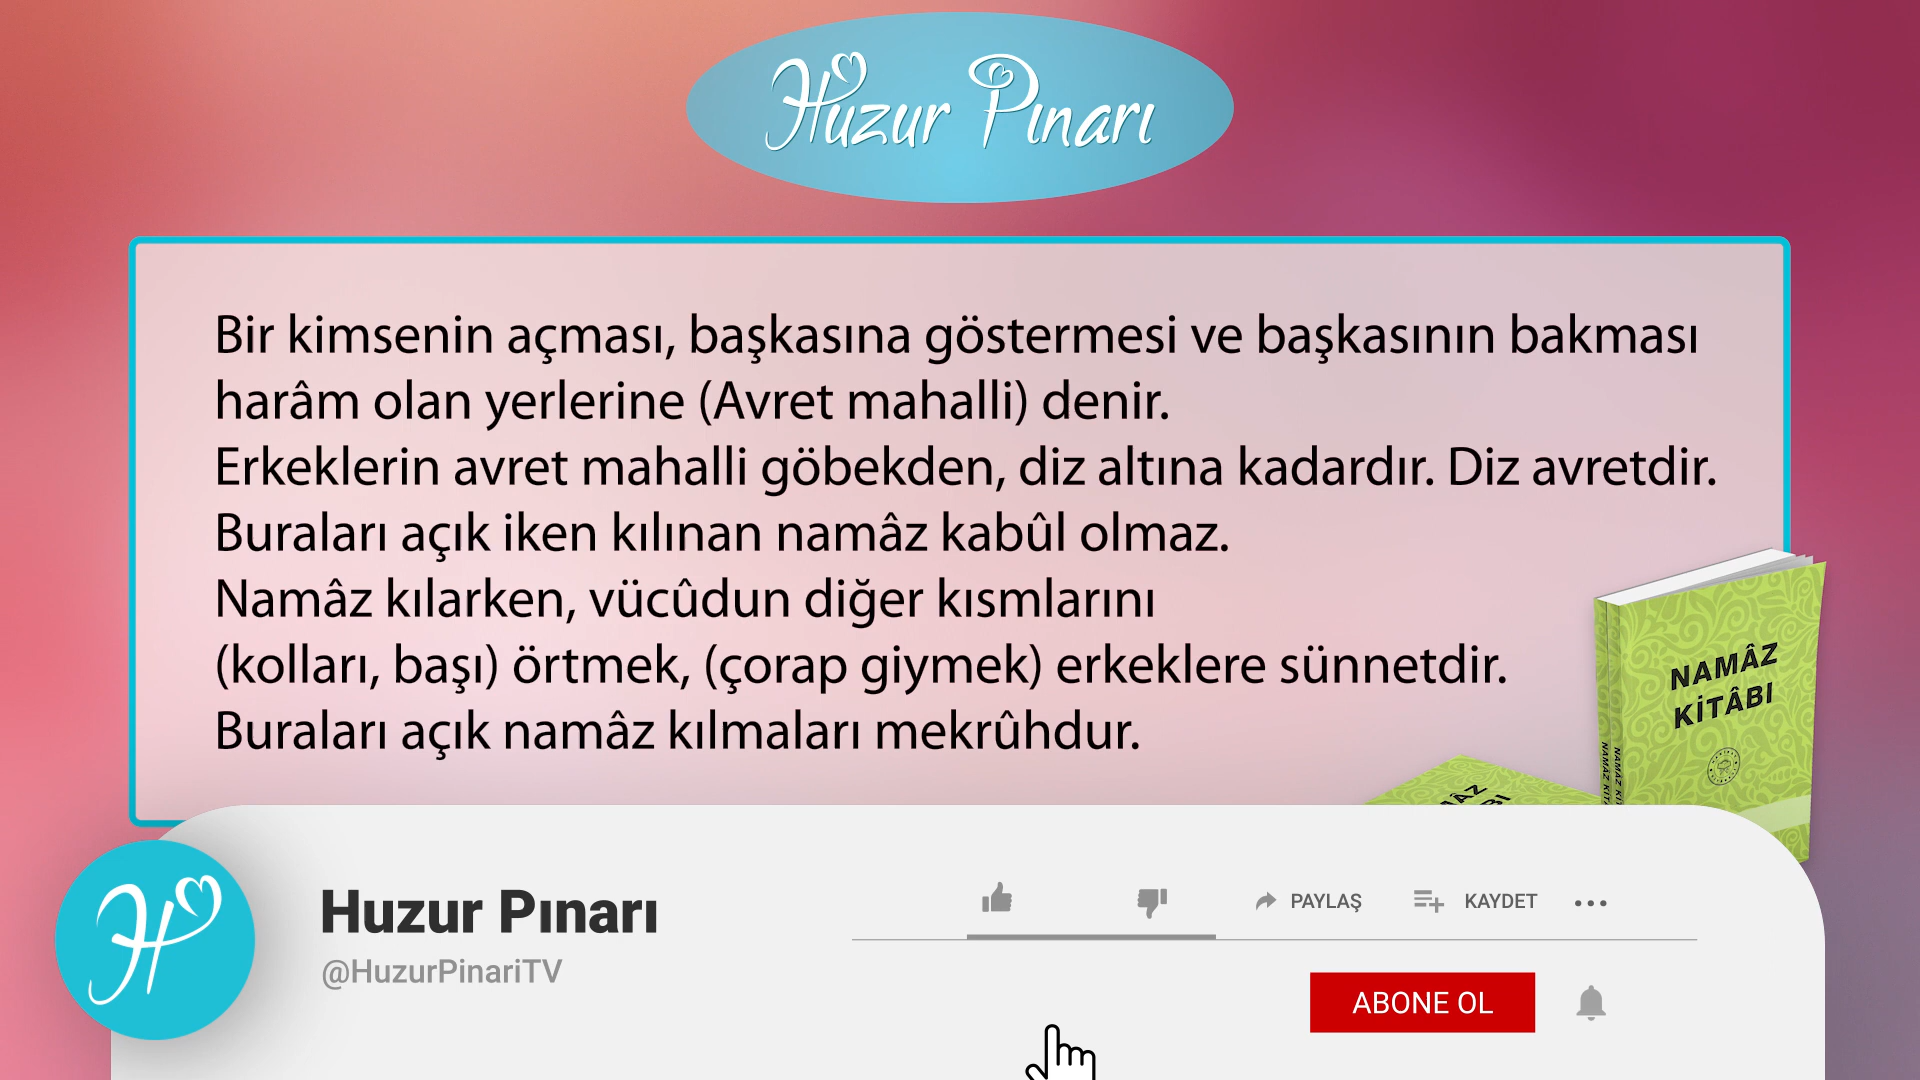 Huzur Pınarı
Bir kimsenin açması, başkasına göstermesi ve başkasının bakması
harâm olan yerlerine (Avret mahalli) denir.
Erkeklerin avret mahalli göbekden, diz altına kadardır. Diz avretdir.
Buraları açık iken kılınan namâz kabûl olmaz.
Namâz kılarken, vücûdun diğer kısmlarını
(kolları, başı) örtmek, (çorap giymek) erkeklere sünnetdir.
Buraları açık namâz kılmaları mekrûhdur.
NAMÂZ
KİTÂBI
Huzur Pınarı
@HuzurPinariTV
PAYLAŞ
KAYDET
ABONE OL